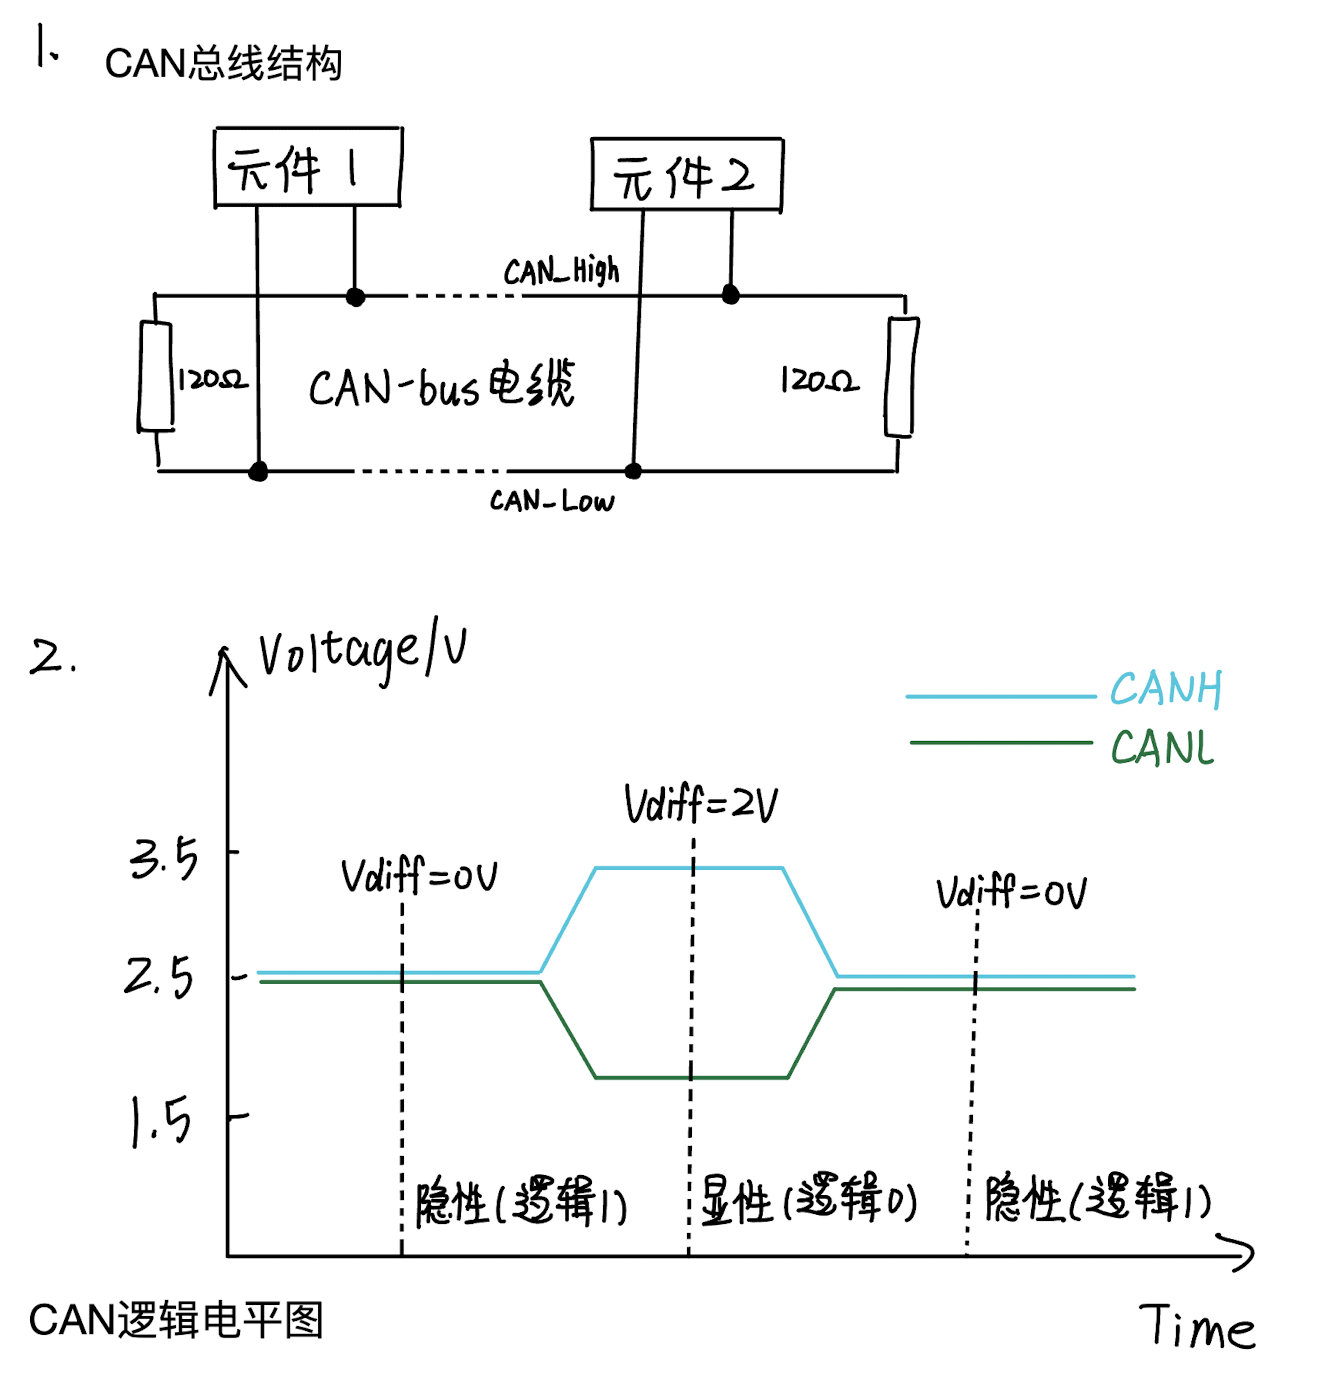 1.
CAN总线结构
元件1
元件2
CAN_High
120Ω
CAN-bus电缆
120Ω
CAN_Low
2.
Voltage/v
CANH
CANL
Vdiff=2V
3.5
Vdiff=0V
Vdiff=0V
2.5
1.5
隐性(逻辑1)
显性(逻辑0)
隐性(逻辑1)
CAN逻辑电平图
Time